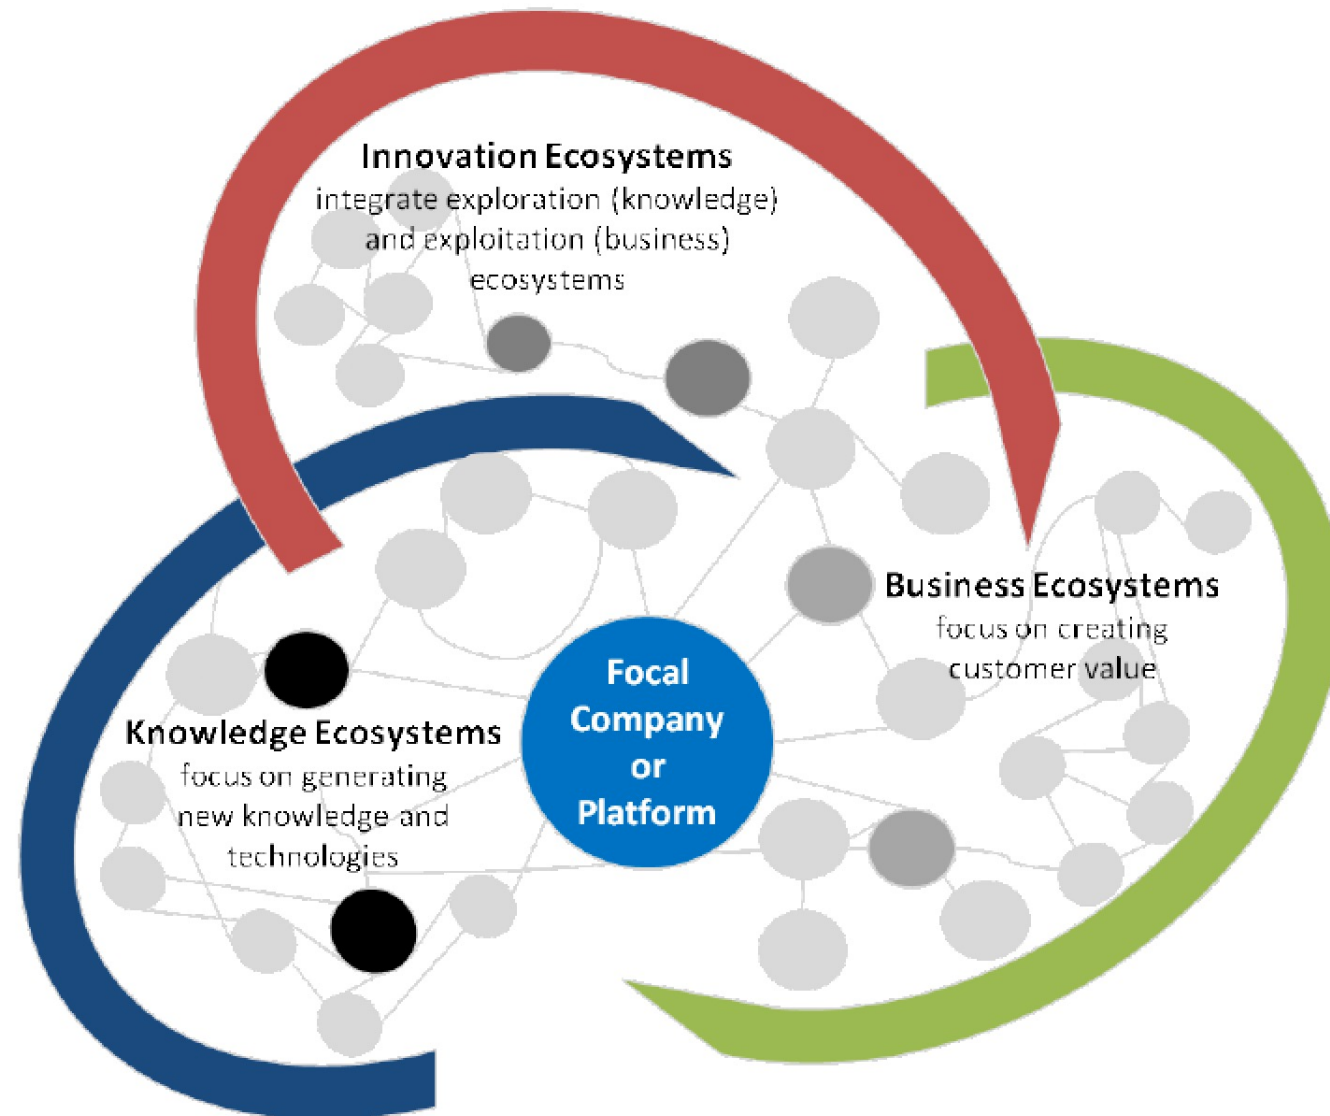 Innovation Ecosystems
integrate exploration (knowledge)
and exploitation (business)
ecosystems
Business Ecosystems
focus on creating
customer value
Focal
Company
or
Platform
Knowledge Ecosystems
focus on generating
new knowledge and
technologies